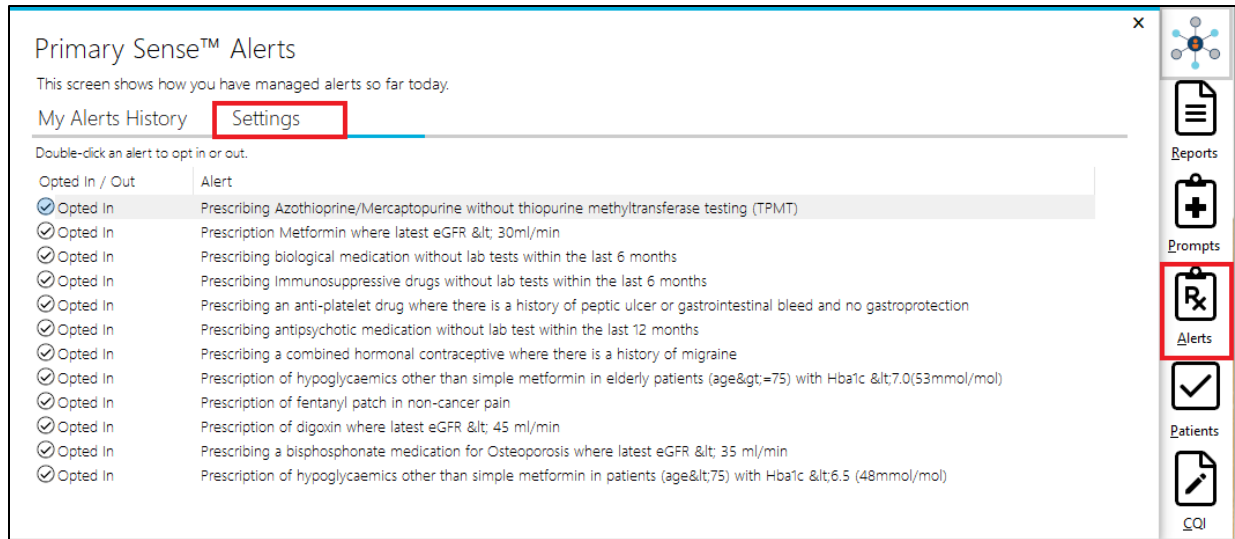 x
Primary Sense™ Alerts
This screen shows how you have managed alerts so far today.
My Alerts History Settings
Double-click an alert to opt in or out.
Opted In / Out Alert
Opted In Prescribing Azothioprine/Mercaptopurine without thiopurine methyltransferase testing (TPMT)
Opted In Prescription Metformin where latest eGFR &lt; 30ml/min
Opted In Prescribing biological medication without lab tests within the last 6 months
Opted In Prescribing Immunosuppressive drugs without lab tests within the last 6 months
Opted In Prescribing an anti-platelet drug where there is a history of peptic ulcer or gastrointestinal bleed and no gastroprotection
Opted In Prescribing antipsychotic medication without lab test within the last 12 months
Opted In Prescribing a combined hormonal contraceptive where there is a history of migraine
Opted In Prescription of hypoglycaemics other than simple metformin in elderly patients (age&gt;=75) with Hba1c &lt;7.0(53mmol/mol)
Opted In Prescription of fentanyl patch in non-cancer pain
Opted In Prescription of digoxin where latest eGFR &lt; 45 ml/min
Opted In Prescribing a bisphosphonate medication for Osteoporosis where latest eGFR &lt; 35 ml/min
Opted In Prescription of hypoglycaemics other than simple metformin in patients (age&lt;75) with Hba1c &lt;6.5 (48mmol/mol)
Reports
Prompts
Rx
Alerts
Patients
CQI